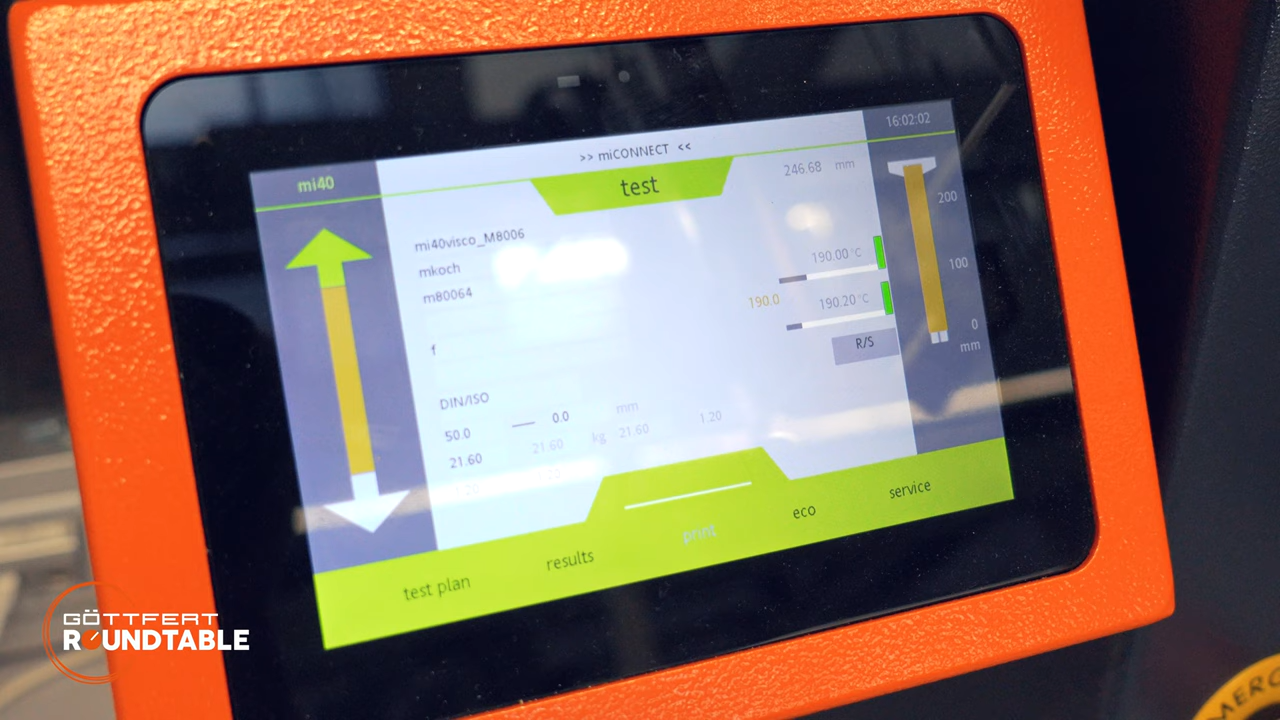 >> miCONNECT <<
16:02:02
mi40
test
246.68 mm
200
mi40visco_M8006
mkoch
190.00 °C
m80064
100
190.0 190.20 °C
0
f
R/S
mm
DIN/ISO
50.0 — 0.0 mm 1.20
21.60 21.60 kg 21.60
test plan
results
print
eco
service
GÖTTFERT
ROUNDTABLE